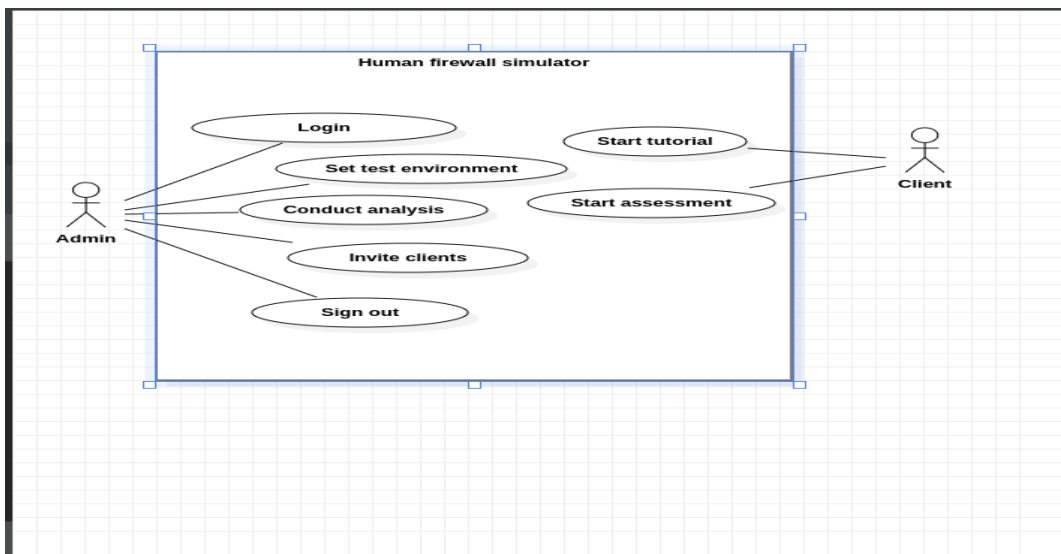 Human firewall simulator
Login
Start tutorial
Set test environment
Client
Start assessment
Conduct analysis
Admin
Invite clients
Sign out